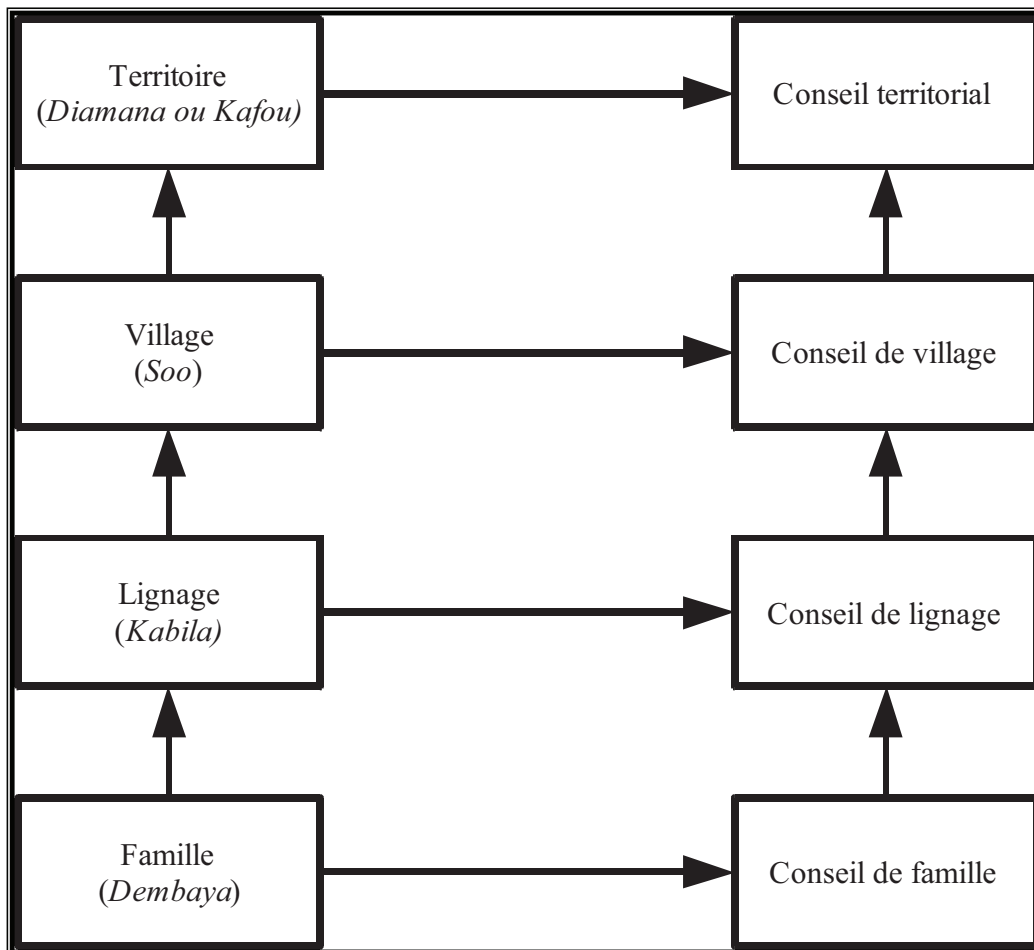 Territoire
(Diamana ou Kafou)
Conseil territorial
Village
(Soo)
Conseil de village
Lignage
(Kabila)
Conseil de lignage
Famille
(Dembaya)
Conseil de famille